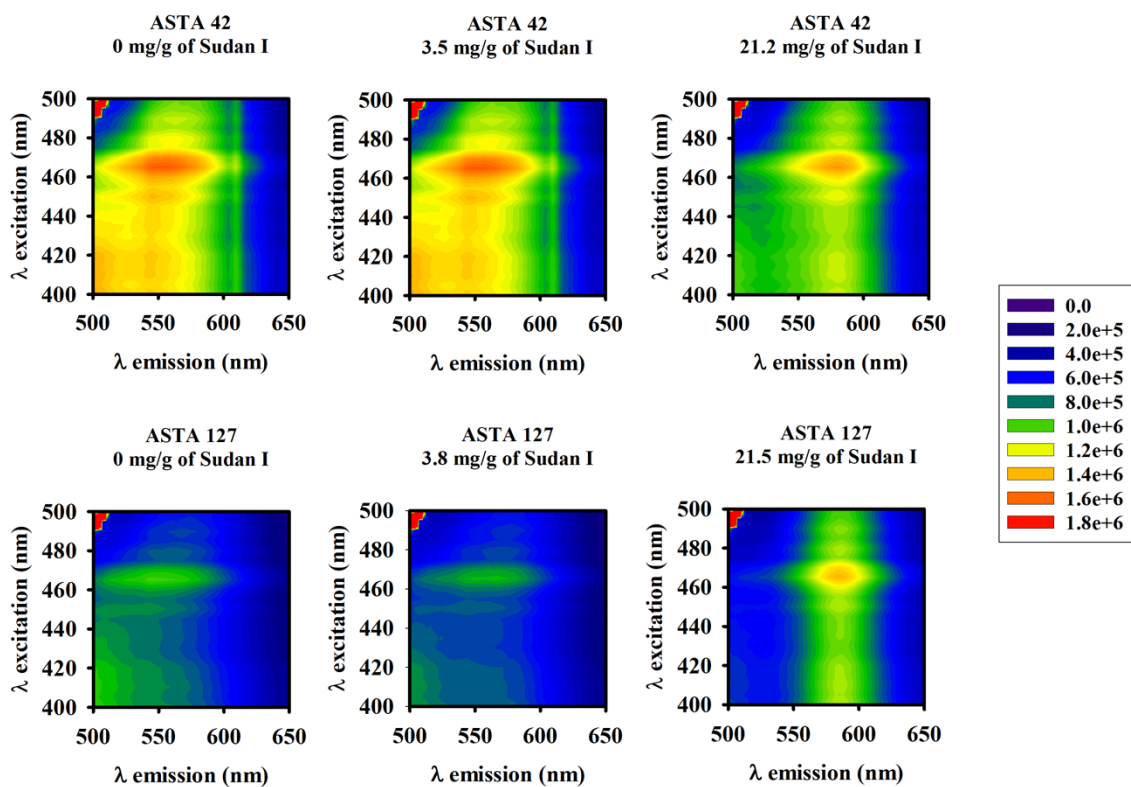 ASTA 42
0 mg/g of Sudan I
500
480
460
440
420
400
λ excitation (nm)
500 550 600 650
λ emission (nm)
ASTA 42
3.5 mg/g of Sudan I
500
480
460
440
420
400
λ excitation (nm)
500 550 600 650
λ emission (nm)
ASTA 42
21.2 mg/g of Sudan I
500
480
460
440
420
400
λ excitation (nm)
500 550 600 650
λ emission (nm)
0.0
2.0e+5
4.0e+5
6.0e+5
8.0e+5
1.0e+6
1.2e+6
1.4e+6
1.6e+6
1.8e+6
ASTA 127
0 mg/g of Sudan I
500
480
460
440
420
400
λ excitation (nm)
500 550 600 650
λ emission (nm)
ASTA 127
3.8 mg/g of Sudan I
500
480
460
440
420
400
λ excitation (nm)
500 550 600 650
λ emission (nm)
ASTA 127
21.5 mg/g of Sudan I
500
480
460
440
420
400
λ excitation (nm)
500 550 600 650
λ emission (nm)